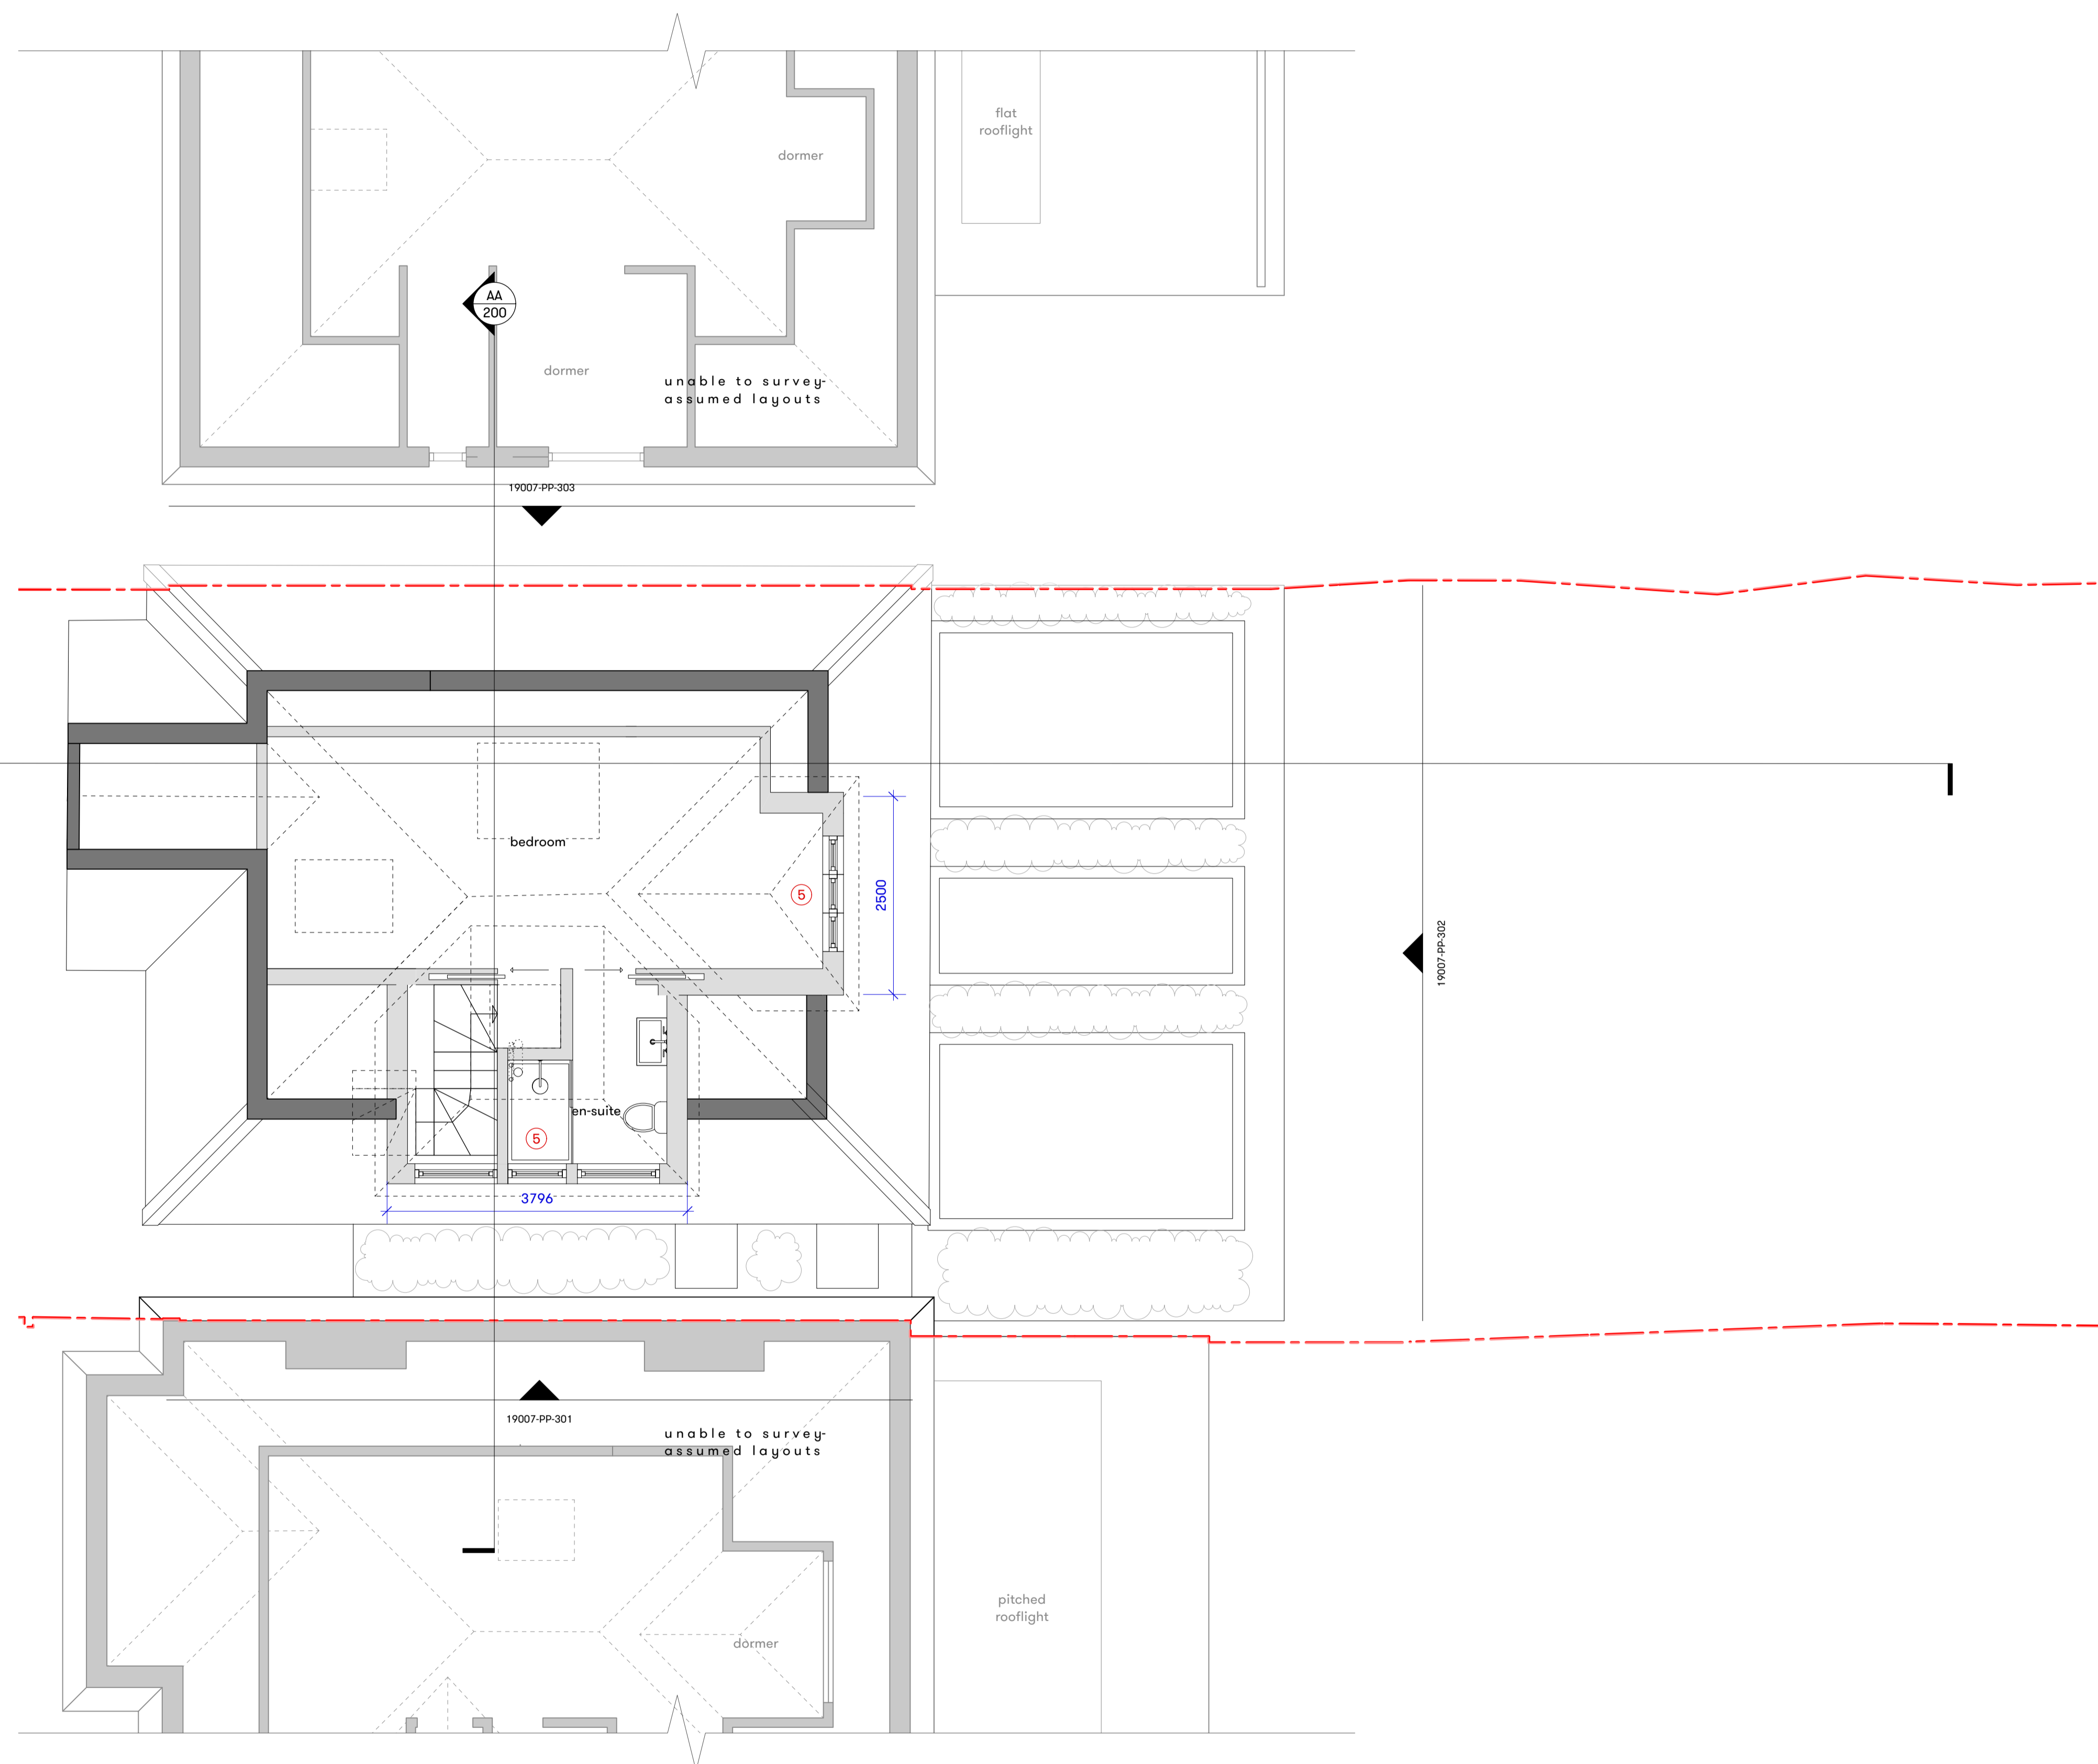 flat
rooflight
dormer
AA
200
dormer
unable to survey-
assumed layouts
19007-PP-303
bedroom
5
2500
19007-PP-302
en-suite
5
3796
19007-PP-301
unable to survey-
assumed layouts
pitched
rooflight
dormer